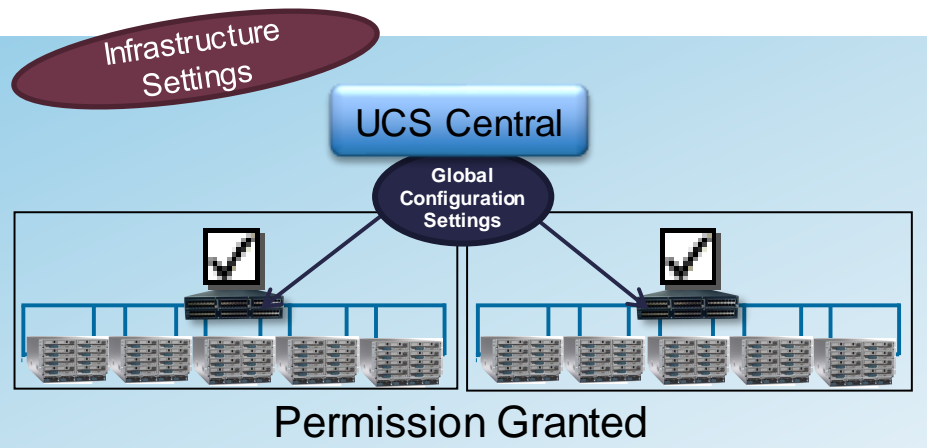 Infrastructure
Settings
UCS Central
Global
Configuration
Settings
Permission Granted